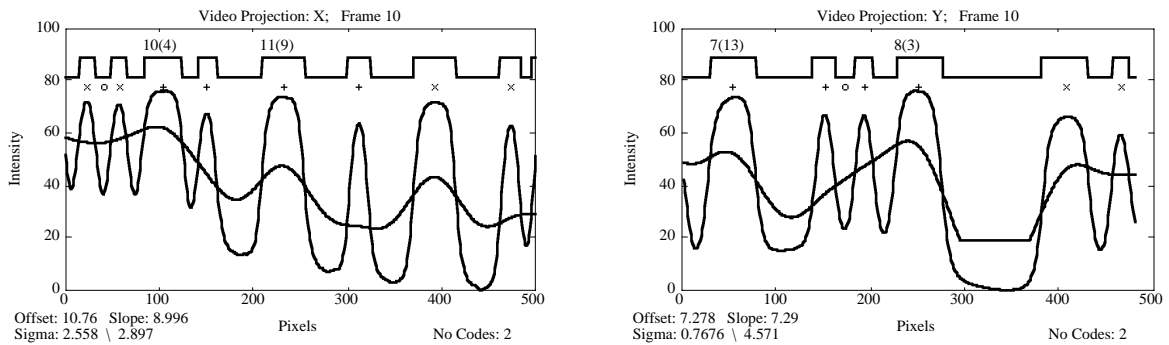 Video Projection: X; Frame 10
100
80
60
40
20
0
Intensity
10(4)
11(9)
× o × + + + + × ×
0 100 200 300 400 500
Pixels
Offset: 10.76 Slope: 8.996
Sigma: 2.558 \ 2.897
No Codes: 2
Video Projection: Y; Frame 10
100
80
60
40
20
0
Intensity
7(13)
8(3)
+ + o + + × ×
0 100 200 300 400 500
Pixels
Offset: 7.278 Slope: 7.29
Sigma: 0.7676 \ 4.571
No Codes: 2